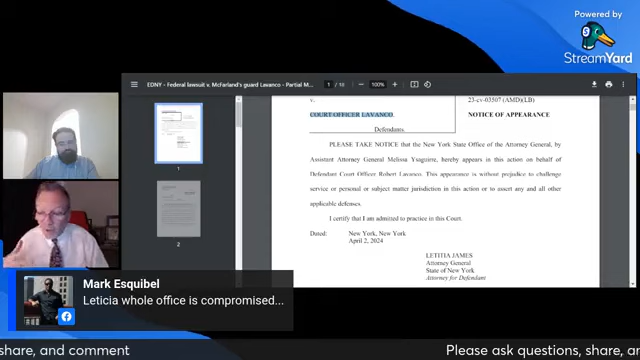 Powered by
StreamYard
EDNY - Federal lawsuit v. McFarland's guard Lavanco - Partial M...
1 / 18
100%
v.
23-cv-03507 (AMD)(LB)
COURT OFFICER LAVANCO,
NOTICE OF APPEARANCE
Defendants.
PLEASE TAKE NOTICE that the New York State Office of the Attorney General, by
Assistant Attorney General Melissa Ysaguirre, hereby appears in this action on behalf of
Defendant Court Officer Robert Lavanco. This appearance is without prejudice to challenge
service or personal or subject matter jurisdiction in this action or to assert any and all other
applicable defenses.
I certify that I am admitted to practice in this Court.
Dated: New York, New York
April 2, 2024
LETITIA JAMES
Attorney General
State of New York
Attorney for Defendant
1
2
Mark Esquibel
Leticia whole office is compromised...
share, and comment
Please ask questions, share, a